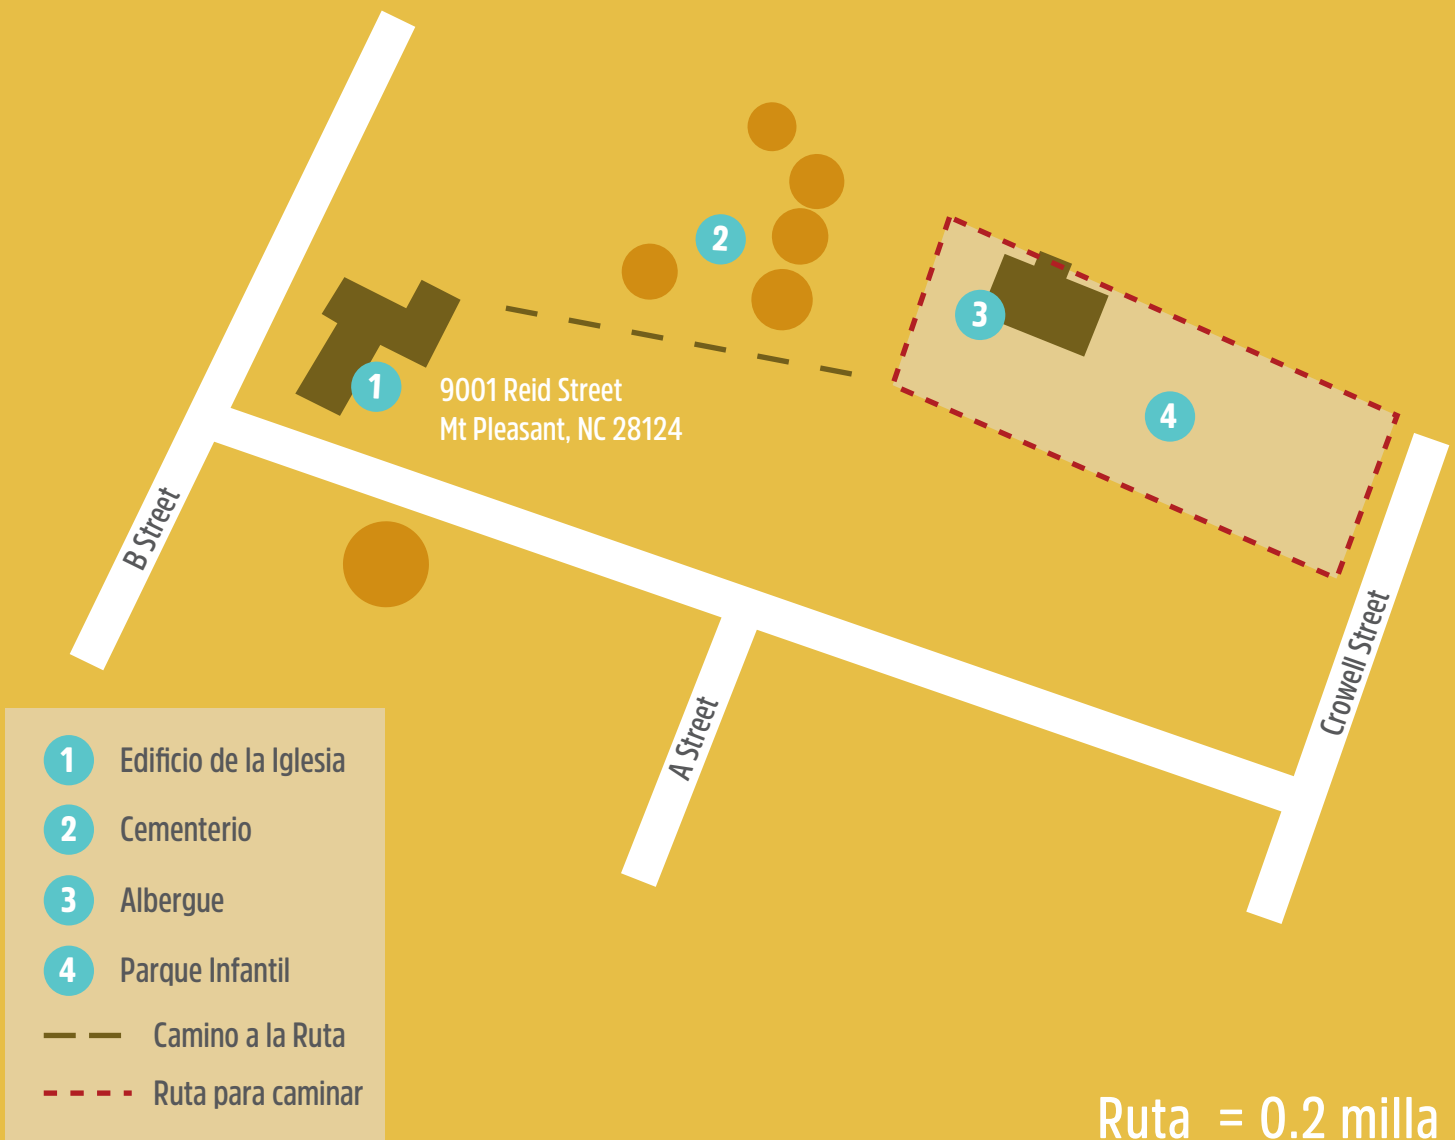 2
3
4
1
9001 Reid Street
Mt Pleasant, NC 28124
B Street
A Street
Crowell Street
1 Edificio de la Iglesia
2 Cementerio
3 Albergue
4 Parque Infantil
Camino a la Ruta
Ruta para caminar
Ruta = 0.2 milla